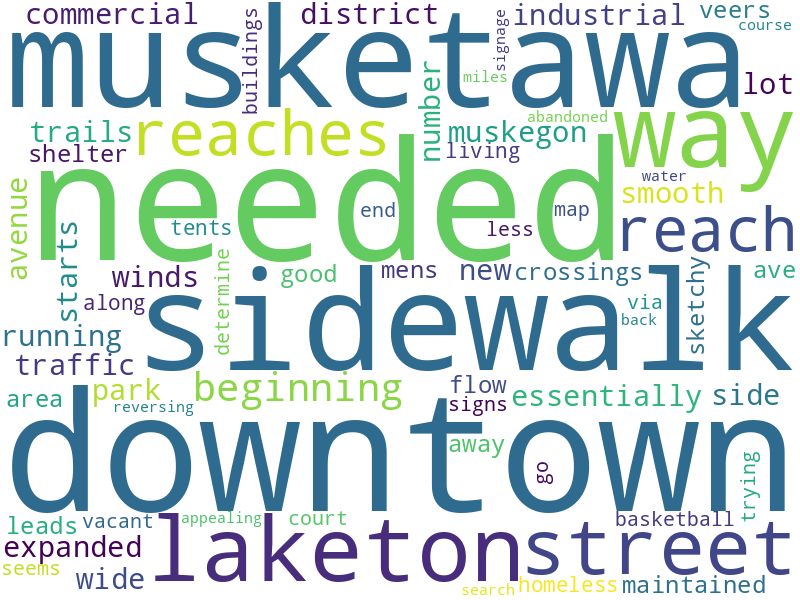 commercial
district
industrial
veers
course
musketawa
buildings
signage
miles
lot
trails
reaches
number
abandoned
muskegon
way
shelter
living
water
needed
avenue
smooth
end
map
reach
starts
tents
less
determine
winds
good
mens
new
crossings
ave
along
sidewalk
sketchy
via
back
running
traffic
park
beginning
flow
essentially
side
area
reversing
signs
downtown
away
go
trying
leads
vacant
appealing
court
laketon
basketball
street
expanded
seems
wide
search
homeless
maintained